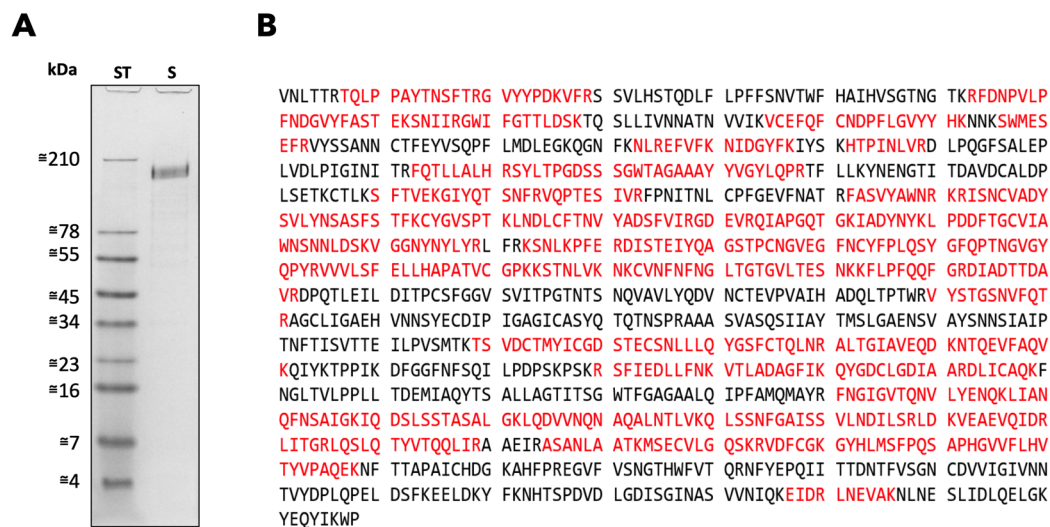 A
B
kDa
ST
S
≅210
≅78
≅55
≅45
≅34
≅23
≅16
≅7
≅4
VNLTTRTQLP PAYTNSFTRG VYYPDKVFRS SVLHSTQDLF LPFFSNVTWF HAIHVSGTNG TKRFDNPVLP
FNDGVYFASTEKSNIIRGWI FGTTLDSKTQ SLLIVNNATN VVIKVCEFQF CNDPFLGVYY HKNNKSWMES
EFRVYSSANN CTFEYVSQPF LMDLEGKQGN FKNLREFVFK NIDGYFKIYS KHTPINLVRD LPQGFSALEP
LVDLPIGINI TRFQTLLALH RSYLTPGDSS SGWTAGAAAY YVGYLQPRTF LLKYNENGTI TDAVDCALDP
LSETKCTLKS FTVEKGIYQT SNFRVQPTES IVRFPNITNL CPFGEVFNAT RFASVYAWNR KRISNCVADY
SVLYNSASFS TFKCYGVSPT KLNDLCFTNV YADSFVIRGD EVRQIAPGQT GKIADYNYKL PDDFTGCVIA
WNSNNLDSKV GGNYNYLYRL FRKSNLKPFE RDISTEIYQA GSTPCNGVEG FNCYFPLQSY GFQPTNGVGY
QPYRVVVLSF ELLHAPATVC GPKKSTNLVK NKCVNFNFNG LTGTGVLTES NKKFLPFQQF GRDIADTTDA
VRDPQTLEIL DITPCSFGGV SVITPGTNTS NQVAVLYQDV NCTEVPVAIH ADQLTPTWRV YSTGSNVFQT
RAGCLIGAEH VNNSYECDIP IGAGICASYQ TQTNSPRAAA SVASQSIIAY TMSLGAENSV AYSNNSIAIP
TNFTISVTTE ILPVSMTKTS VDCTMYICGD STECSNLLLQ YGSFCTQLNR ALTGIAVEQD KNTQEVFAQV
KQIYKTPPIK DFGGFNFSQI LPDPSKPSKR SFIEDLLFNK VTLADAGFIK QYGDCLGDIA ARDLICAQKF
NGLTVLPPLL TDEMIAQYTS ALLAGTITSG WTFGAGAALQ IPFAMQMAYR FNGIGVTQNV LYENQKLIAN
QFNSAIGKIQ DSLSSTASAL GKLQDVVNQN AQALNTLVKQ LSSNFGAISS VLNDILSRLD KVEAEVQIDR
LITGRLQSLQ TYVTQQLIRA AEIRASANLA ATKMSECVLG QSKRVDFCGK GYHLMSFPQS APHGVVFLHV
TYVPAQEKNF TTAPAICHDG KAHFPREGVF VSNGTHWFVT QRNFYEPQII TTDNTFVSGN CDVVIGIVNN
TVYDPLQPEL DSFKEELDKY FKNHTSPDVD LGDISGINAS VVNIQKEIDR LNEVAKNLNE SLIDLQELGK
YEQYIKWP